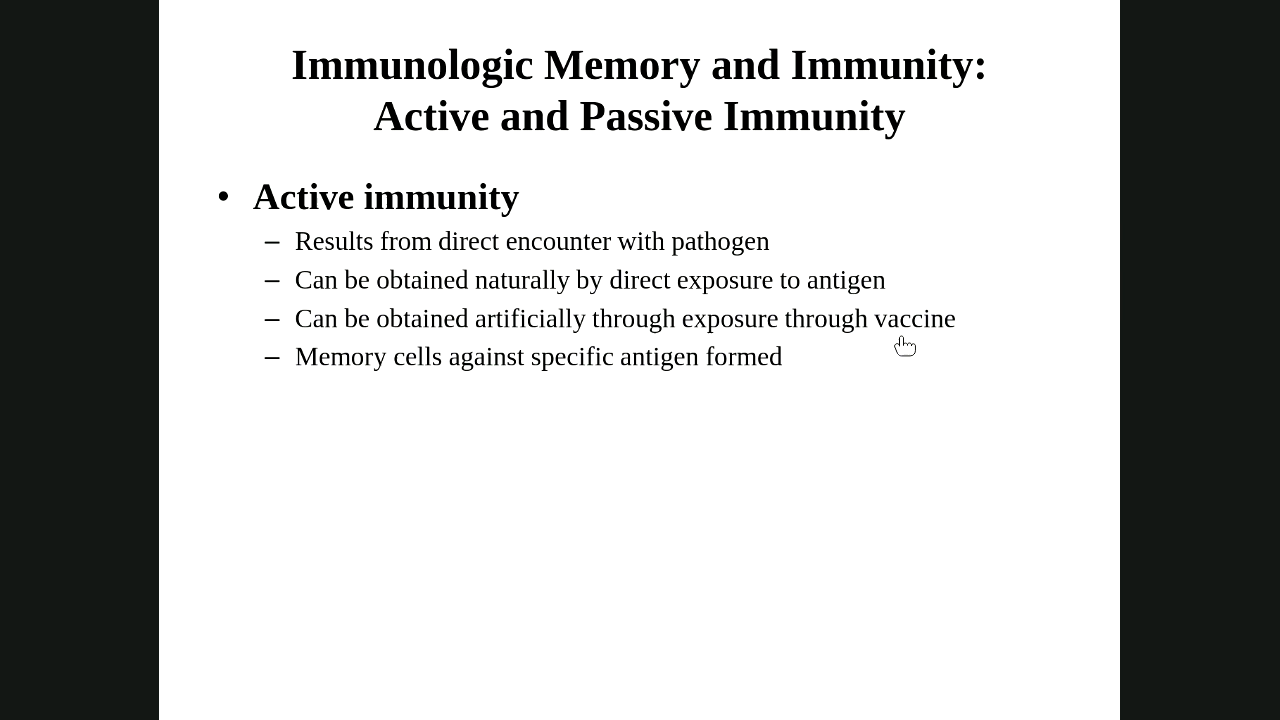 Immunologic Memory and Immunity:
Active and Passive Immunity
• Active immunity
– Results from direct encounter with pathogen
– Can be obtained naturally by direct exposure to antigen
– Can be obtained artificially through exposure through vaccine
– Memory cells against specific antigen formed